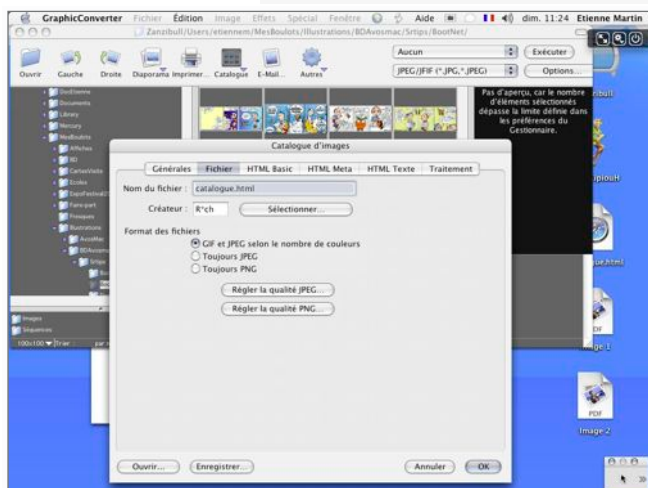 GraphicConverter Fichier Édition Image Effets Spécial Fenêtre Aide dim. 11:24 Etienne Martin
Zanzibull/Users/etiennem/MesBoulots/Illustrations/BDAvosmac/Srtips/BootNet/
Aucun Exécuter
JPEG/JFIF (*.JPG,*.JPEG) Options...
Ouvrir Gauche Droite Diaporama Imprimer... Catalogue E-Mail... Autres
DocEtienne
Documents
Library
Mercury
MesBoulots
Affiches
BD
CartesVisite
Ecoles
Faire-part
Fresques
Illustrations
AvosMac
Srtips
Images
Séquences
100x100 Trier :
Pas d'aperçu, car le nombre
d'éléments sélectionnés
dépasse la limite définie dans
les préférences du
Gestionnaire.
Catalogue d'images
Générales Fichier HTML Basic HTML Meta HTML Texte Traitement
Nom du fichier : catalogue.html
Créateur : R*ch Sélectionner...
Format des fichiers
GIF et JPEG selon le nombre de couleurs
Toujours JPEG
Toujours PNG
Régler la qualité JPEG...
Régler la qualité PNG...
Ouvrir... Enregistrer... Annuler OK
PDF
Image 1
PDF
Image 2